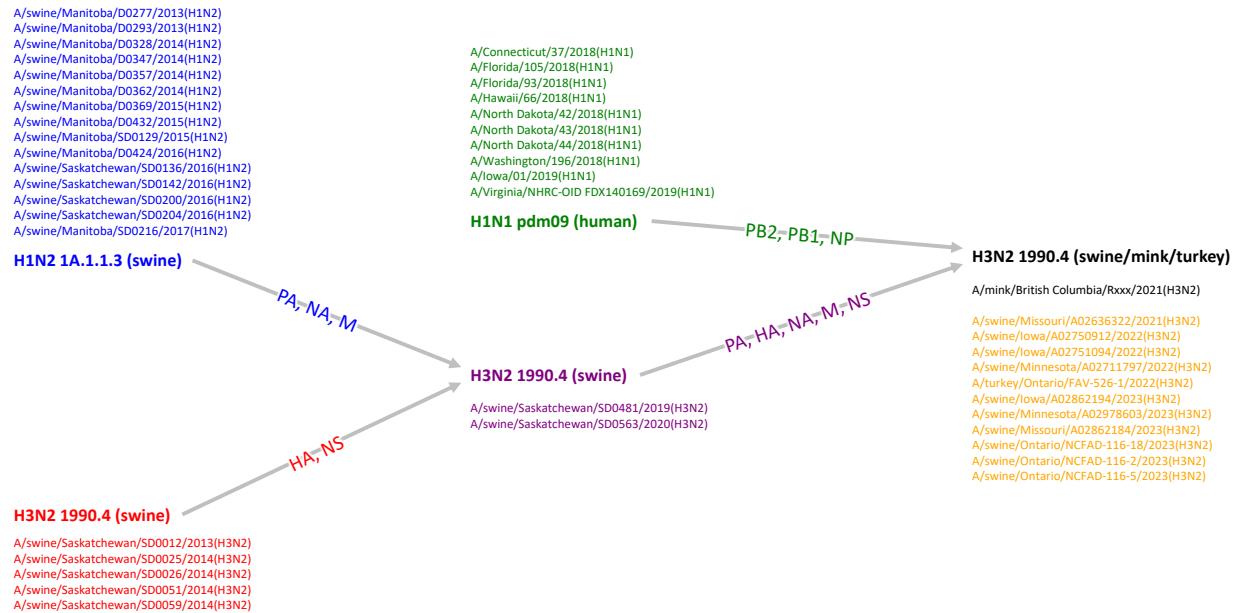 A/swine/Manitoba/D0277/2013(H1N2)
A/swine/Manitoba/D0293/2013(H1N2)
A/swine/Manitoba/D0328/2014(H1N2)
A/swine/Manitoba/D0347/2014(H1N2)
A/swine/Manitoba/D0357/2014(H1N2)
A/swine/Manitoba/D0362/2014(H1N2)
A/swine/Manitoba/D0369/2015(H1N2)
A/swine/Manitoba/D0432/2015(H1N2)
A/swine/Manitoba/SD0129/2015(H1N2)
A/swine/Manitoba/D0424/2016(H1N2)
A/swine/Saskatchewan/SD0136/2016(H1N2)
A/swine/Saskatchewan/SD0142/2016(H1N2)
A/swine/Saskatchewan/SD0200/2016(H1N2)
A/swine/Saskatchewan/SD0204/2016(H1N2)
A/swine/Manitoba/SD0216/2017(H1N2)
H1N2 1A.1.1.3 (swine)
PA, NA, M
A/Connecticut/37/2018(H1N1)
A/Florida/105/2018(H1N1)
A/Florida/93/2018(H1N1)
A/Hawaii/66/2018(H1N1)
A/North Dakota/42/2018(H1N1)
A/North Dakota/43/2018(H1N1)
A/North Dakota/44/2018(H1N1)
A/Washington/196/2018(H1N1)
A/Iowa/01/2019(H1N1)
A/Virginia/NHRC-OID FDX140169/2019(H1N1)
H1N1 pdm09 (human)
PB2, PB1, NP
H3N2 1990.4 (swine)
A/swine/Saskatchewan/SD0012/2013(H3N2)
A/swine/Saskatchewan/SD0025/2014(H3N2)
A/swine/Saskatchewan/SD0026/2014(H3N2)
A/swine/Saskatchewan/SD0051/2014(H3N2)
A/swine/Saskatchewan/SD0059/2014(H3N2)
HA, NS
H3N2 1990.4 (swine)
A/swine/Saskatchewan/SD0481/2019(H3N2)
A/swine/Saskatchewan/SD0563/2020(H3N2)
PA, HA, NA, M, NS
H3N2 1990.4 (swine/mink/turkey)
A/mink/British Columbia/Rxxx/2021(H3N2)
A/swine/Missouri/A02636322/2021(H3N2)
A/swine/Iowa/A02750912/2022(H3N2)
A/swine/Iowa/A02751094/2022(H3N2)
A/swine/Minnesota/A02711797/2022(H3N2)
A/turkey/Ontario/FAV-526-1/2022(H3N2)
A/swine/Iowa/A02862194/2023(H3N2)
A/swine/Minnesota/A02978603/2023(H3N2)
A/swine/Missouri/A02862184/2023(H3N2)
A/swine/Ontario/NCFAD-116-18/2023(H3N2)
A/swine/Ontario/NCFAD-116-2/2023(H3N2)
A/swine/Ontario/NCFAD-116-5/2023(H3N2)